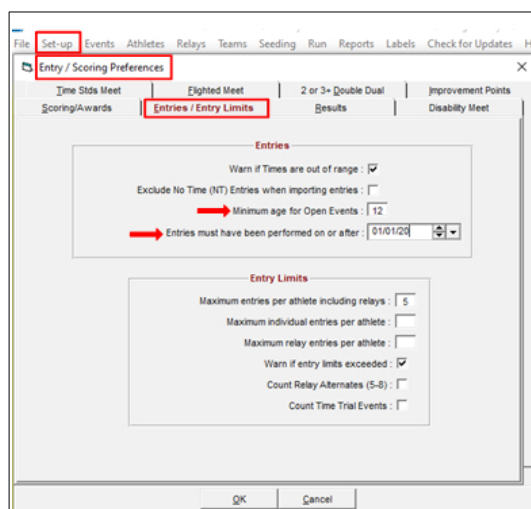 File Set-up Events Athletes Relays Teams Seeding Run Reports Labels Check for Updates H
Entry / Scoring Preferences
Time Stds Meet Flighted Meet 2 or 3+ Double Dual Improvement Points
Scoring/Awards Entries / Entry Limits Results Disability Meet
Entries
Warn if Times are out of range :
Exclude No Time (NT) Entries when importing entries :
Minimum age for Open Events : 12
Entries must have been performed on or after : 01/01/20
Entry Limits
Maximum entries per athlete including relays : 5
Maximum individual entries per athlete :
Maximum relay entries per athlete :
Warn if entry limits exceeded :
Count Relay Alternates (5-8) :
Count Time Trial Events :
OK Cancel